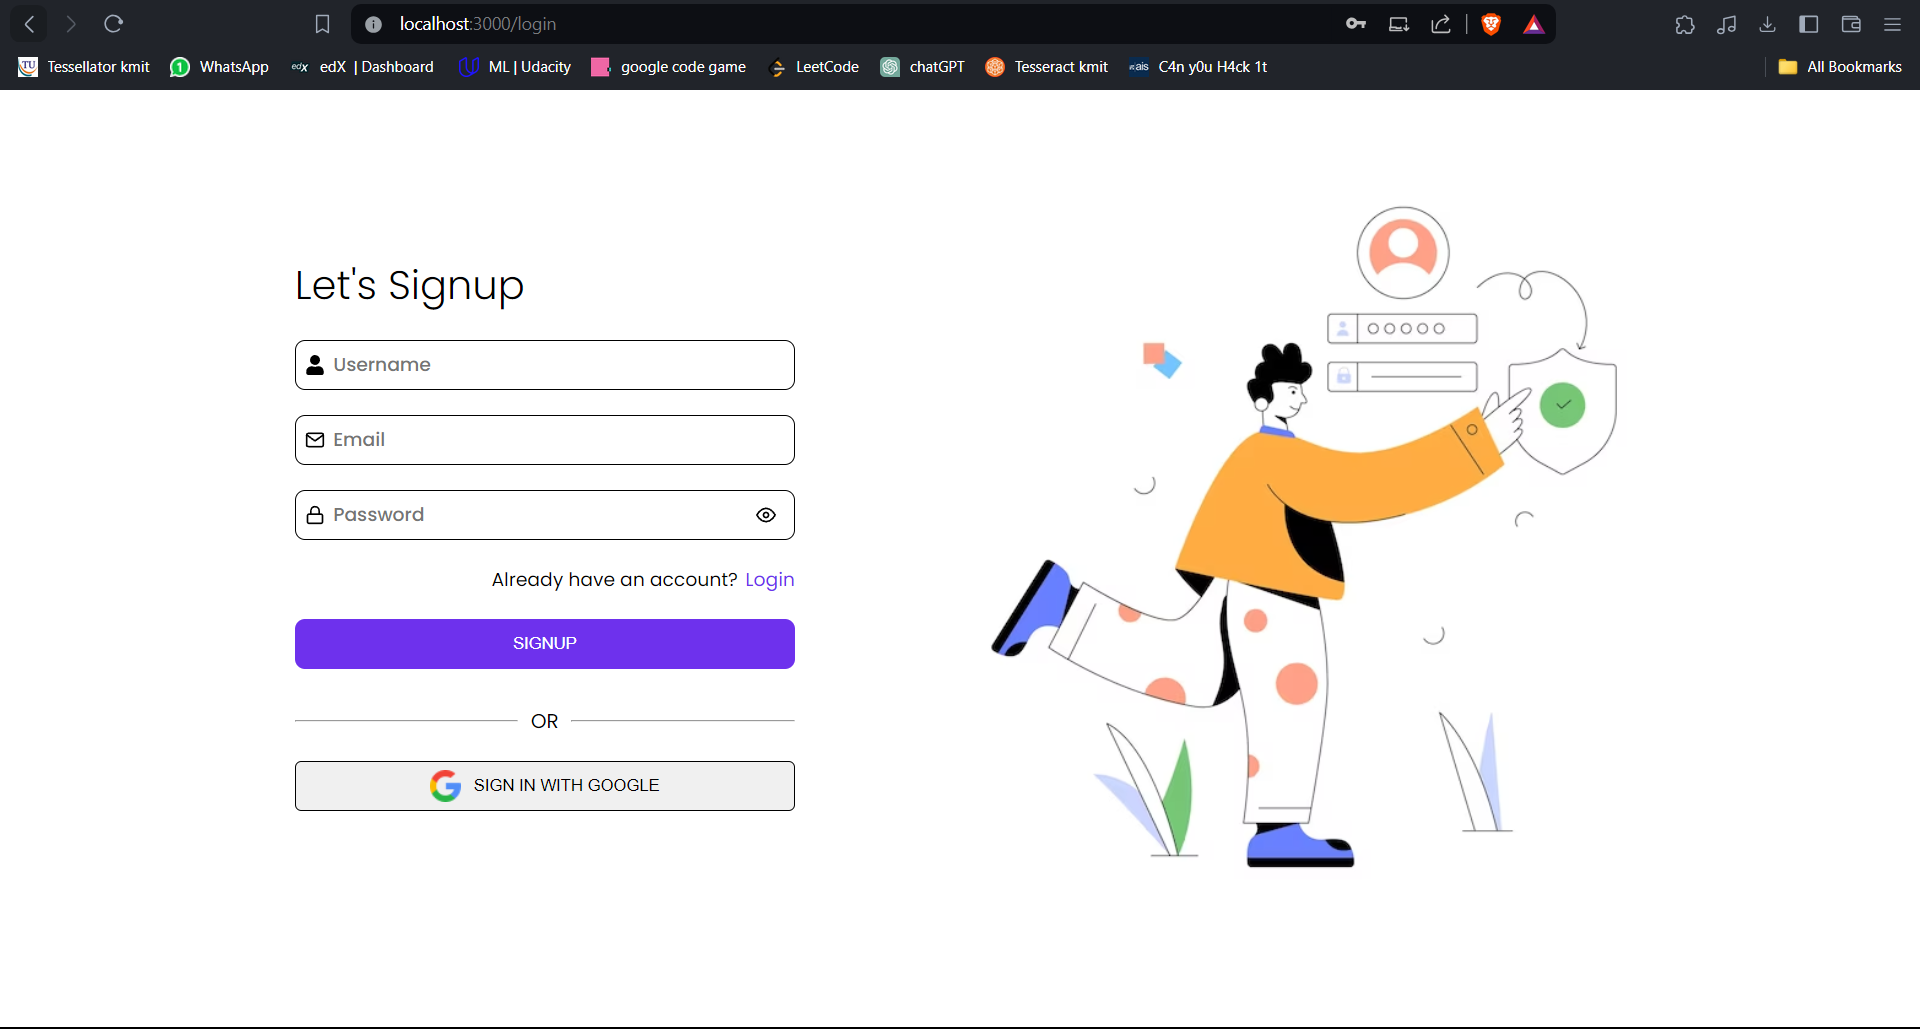 localhost:3000/login
Tessellator kmit WhatsApp edX | Dashboard ML | Udacity google code game LeetCode chatGPT Tesseract kmit C4n y0u H4ck 1t All Bookmarks
Let's Signup
Username
Email
Password
Already have an account? Login
SIGNUP
OR
SIGN IN WITH GOOGLE